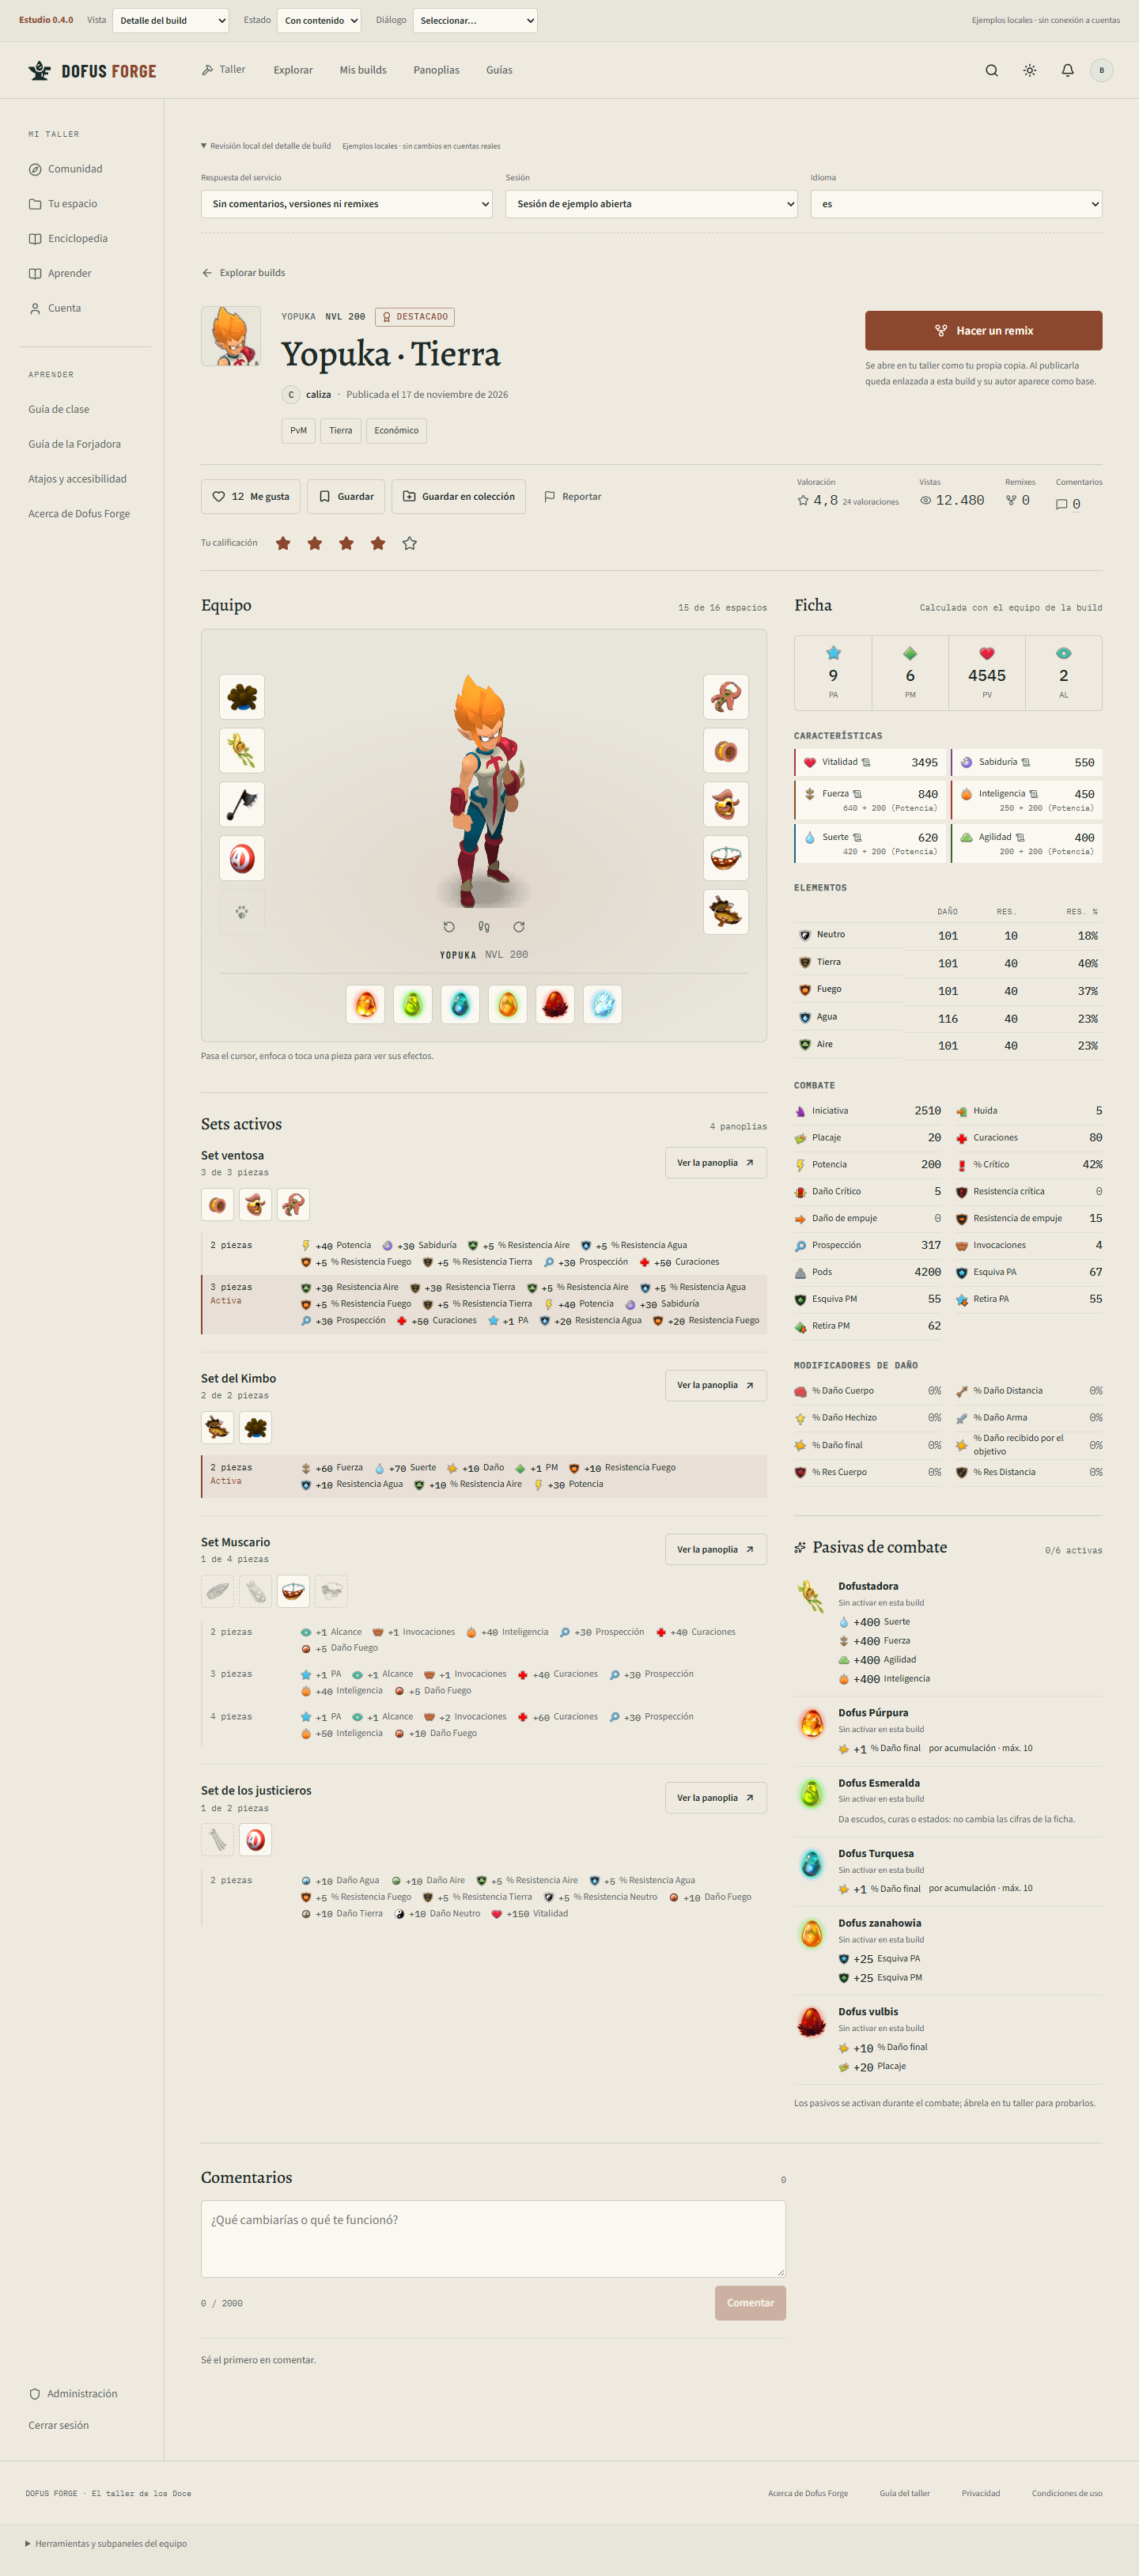 Estudio 0.4.0 Vista Detalle del build Estado Con contenido Diálogo Seleccionar... Ejemplos locales · sin conexión a cuentas
DOFUS FORGE Taller Explorar Mis builds Panoplias Guías B
MI TALLER
Comunidad
Tu espacio
Enciclopedia
Aprender
Cuenta
APRENDER
Guía de clase
Guía de la Forjadora
Atajos y accesibilidad
Acerca de Dofus Forge
Administración
Cerrar sesión
▼ Revisión local del detalle de build Ejemplos locales · sin cambios en cuentas reales
Respuesta del servicio Sesión Idioma
Sin comentarios, versiones ni remixes Sesión de ejemplo abierta es
Explorar builds
YOPUKA NVL 200 DESTACADO
Yopuka · Tierra
C caliza · Publicada el 17 de noviembre de 2026
PvM Tierra Económico
Hacer un remix
Se abre en tu taller como tu propia copia. Al publicarla
queda enlazada a esta build y su autor aparece como base.
12 Me gusta Guardar Guardar en colección Reportar
Valoración Vistas Remixes Comentarios
4,8 24 valoraciones 12.480 0 0
Tu calificación
Equipo 15 de 16 espacios
YOPUKA NVL 200
Pasa el cursor, enfoca o toca una pieza para ver sus efectos.
Sets activos 4 panoplias
Set ventosa Ver la panoplia
3 de 3 piezas
2 piezas +40 Potencia +30 Sabiduría +5 % Resistencia Aire +5 % Resistencia Agua
+5 % Resistencia Fuego +5 % Resistencia Tierra +30 Prospección +50 Curaciones
3 piezas +30 Resistencia Aire +30 Resistencia Tierra +5 % Resistencia Aire +5 % Resistencia Agua
Activa +5 % Resistencia Fuego +5 % Resistencia Tierra +40 Potencia +30 Sabiduría
+30 Prospección +50 Curaciones +1 PA +20 Resistencia Agua +20 Resistencia Fuego
Set del Kimbo Ver la panoplia
2 de 2 piezas
2 piezas +60 Fuerza +70 Suerte +10 Daño +1 PM +10 Resistencia Fuego
Activa +10 Resistencia Agua +10 % Resistencia Aire +30 Potencia
Set Muscario Ver la panoplia
1 de 4 piezas
2 piezas +1 Alcance +1 Invocaciones +40 Inteligencia +30 Prospección +40 Curaciones
+5 Daño Fuego
3 piezas +1 PA +1 Alcance +1 Invocaciones +40 Curaciones +30 Prospección
+40 Inteligencia +5 Daño Fuego
4 piezas +1 PA +1 Alcance +2 Invocaciones +60 Curaciones +30 Prospección
+50 Inteligencia +10 Daño Fuego
Set de los justicieros Ver la panoplia
1 de 2 piezas
2 piezas +10 Daño Agua +10 Daño Aire +5 % Resistencia Aire +5 % Resistencia Agua
+5 % Resistencia Fuego +5 % Resistencia Tierra +5 % Resistencia Neutro +10 Daño Fuego
+10 Daño Tierra +10 Daño Neutro +150 Vitalidad
Ficha Calculada con el equipo de la build
9 6 4545 2
PA PM PV AL
CARACTERÍSTICAS
Vitalidad 3495 Sabiduría 550
Fuerza 840 Inteligencia 450
640 + 200 (Potencia) 250 + 200 (Potencia)
Suerte 620 Agilidad 400
420 + 200 (Potencia) 200 + 200 (Potencia)
ELEMENTOS
DAÑO RES. RES. %
Neutro 101 10 18%
Tierra 101 40 40%
Fuego 101 40 37%
Agua 116 40 23%
Aire 101 40 23%
COMBATE
Iniciativa 2510 Huida 5
Placaje 20 Curaciones 80
Potencia 200 % Crítico 42%
Daño Crítico 5 Resistencia crítica 0
Daño de empuje 0 Resistencia de empuje 15
Prospección 317 Invocaciones 4
Pods 4200 Esquiva PA 67
Esquiva PM 55 Retira PA 55
Retira PM 62
MODIFICADORES DE DAÑO
% Daño Cuerpo 0% % Daño Distancia 0%
% Daño Hechizo 0% % Daño Arma 0%
% Daño final 0% % Daño recibido por el objetivo 0%
% Res Cuerpo 0% % Res Distancia 0%
Pasivas de combate 0/6 activas
Dofustadora
Sin activar en esta build
+400 Suerte
+400 Fuerza
+400 Agilidad
+400 Inteligencia
Dofus Púrpura
Sin activar en esta build
+1 % Daño final por acumulación · máx. 10
Dofus Esmeralda
Sin activar en esta build
Da escudos, curas o estados: no cambia las cifras de la ficha.
Dofus Turquesa
Sin activar en esta build
+1 % Daño final por acumulación · máx. 10
Dofus zanahowia
Sin activar en esta build
+25 Esquiva PA
+25 Esquiva PM
Dofus vulbis
Sin activar en esta build
+10 % Daño final
+20 Placaje
Los pasivos se activan durante el combate; ábrela en tu taller para probarlos.
Comentarios 0
¿Qué cambiarías o qué te funcionó?
0 / 2000 Comentar
Sé el primero en comentar.
DOFUS FORGE · El taller de los Doce Acerca de Dofus Forge Guía del taller Privacidad Condiciones de uso
▶ Herramientas y subpaneles del equipo